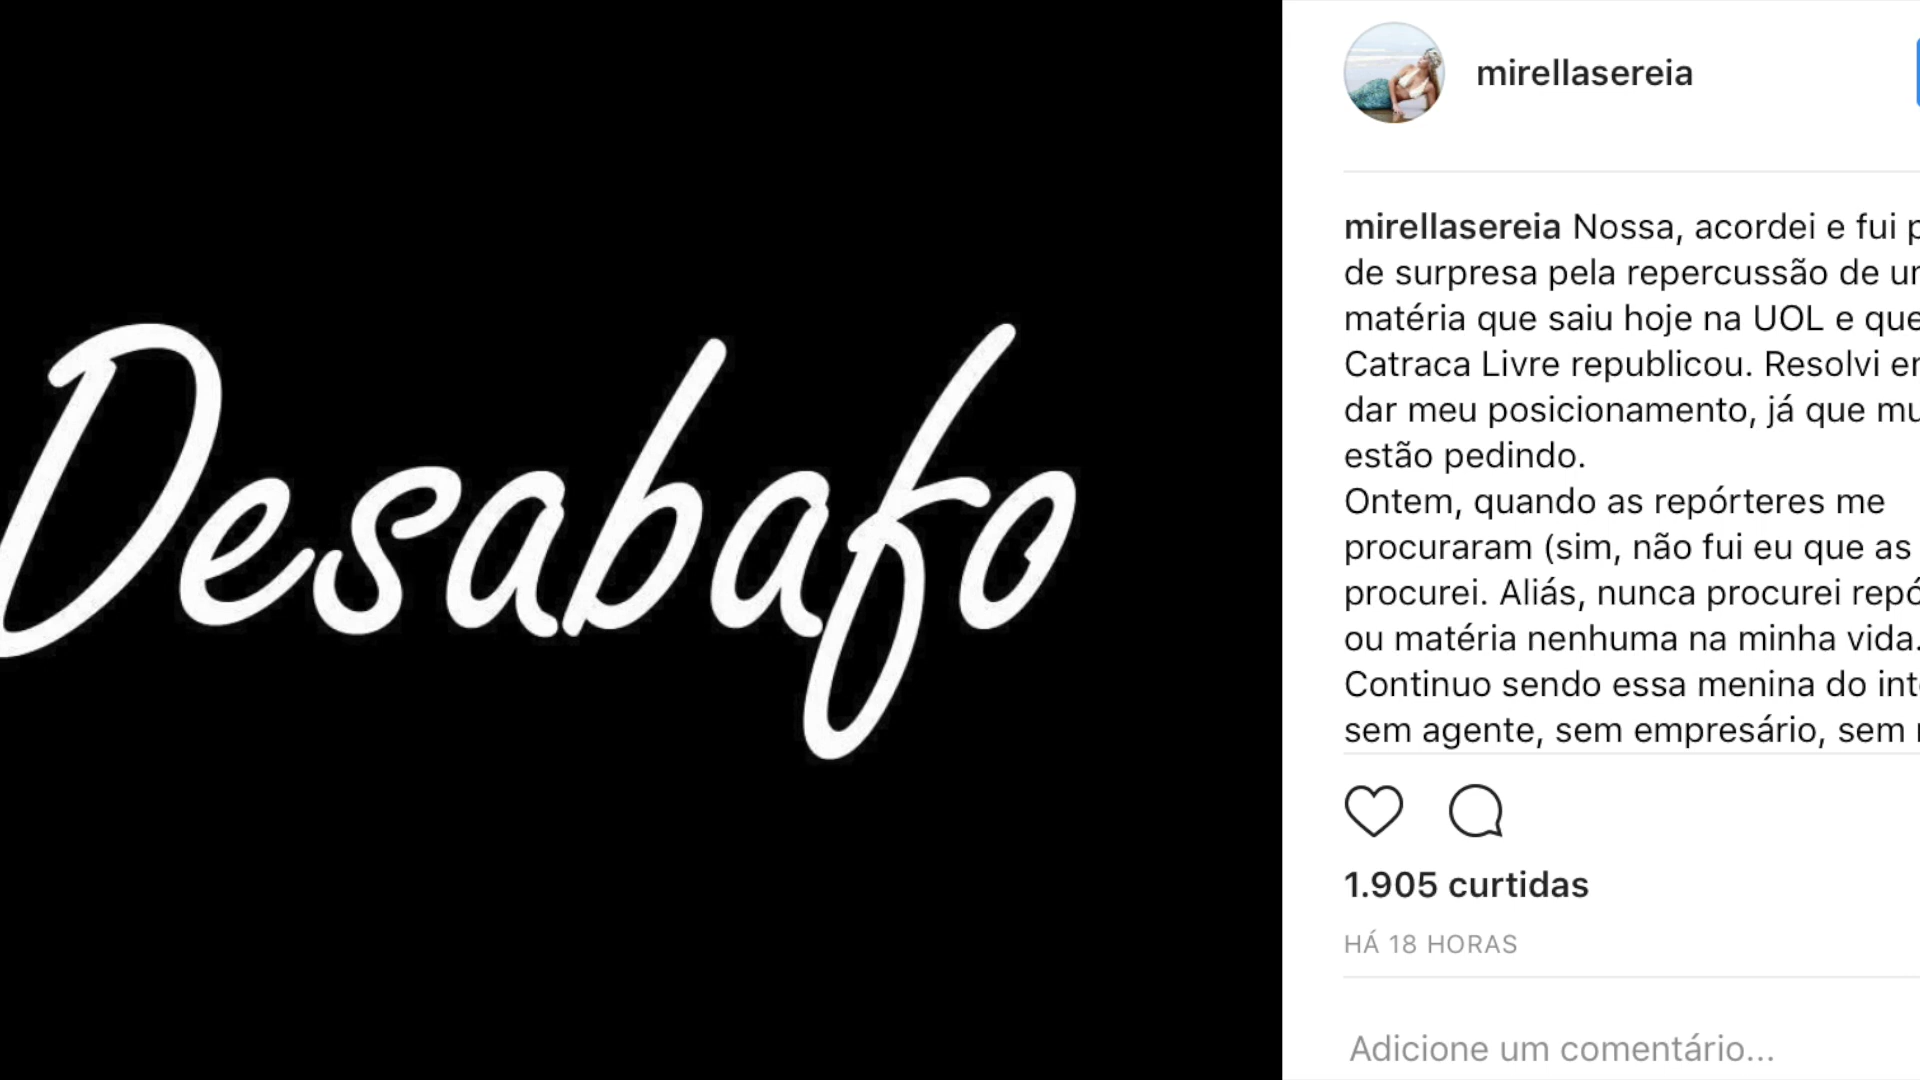 Desabafo
mirellasereia
mirellasereia Nossa, acordei e fui
de surpresa pela repercussão de
matéria que saiu hoje na UOL e que
Catraca Livre republicou. Resolvi
dar meu posicionamento, já que
estão pedindo.
Ontem, quando as repórteres me
procuraram (sim, não fui eu que as
procurei. Aliás, nunca procurei
ou matéria nenhuma na minha vida.
Continuo sendo essa menina do
sem agente, sem empresário, sem
1.905 curtidas
HÁ 18 HORAS
Adicione um comentário...